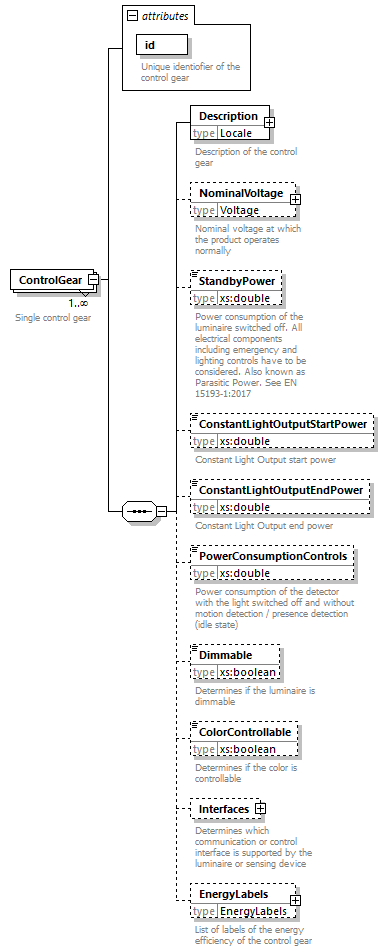 attributes
id
Unique identiofier of the
control gear
ControlGear
1..∞
Single control gear
Description
type Locale
Description of the control
gear
NominalVoltage
type Voltage
Nominal voltage at which
the product operates
normally
StandbyPower
type xs:double
Power consumption of the
luminaire switched off. All
electrical components
including emergency and
lighting controls have to be
considered. Also known as
Parasitic Power. See EN
15193-1:2017
ConstantLightOutputStartPower
type xs:double
Constant Light Output start power
ConstantLightOutputEndPower
type xs:double
Constant Light Output end power
PowerConsumptionControls
type xs:double
Power consumption of the detector
with the light switched off and without
motion detection / presence detection
(idle state)
Dimmable
type xs:boolean
Determines if the luminaire is
dimmable
ColorControllable
type xs:boolean
Determines if the color is
controllable
Interfaces
Determines which
communication or control
interface is supported by the
luminaire or sensing device
EnergyLabels
type EnergyLabels
List of labels of the energy
efficiency of the control gear